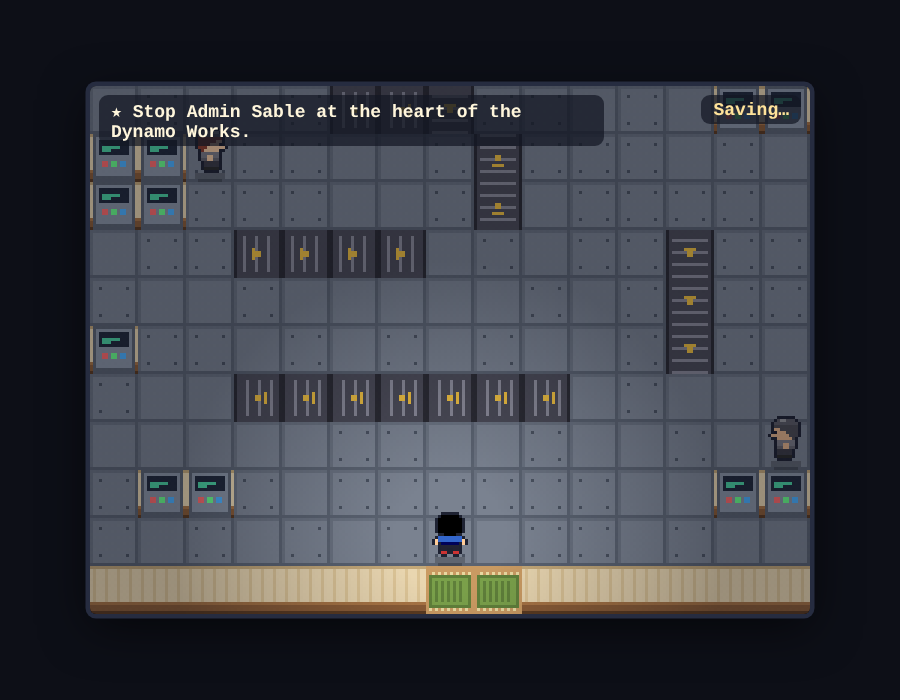 ★ Stop Admin Sable at the heart of the
Dynamo Works.
Saving…